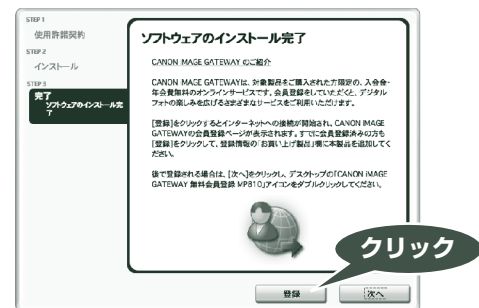 STEP 1
使用許諾契約
STEP 2
インストール
STEP 3
完了
ソフトウェアのインストール完
了
ソフトウェアのインストール完了
CANON iMAGE GATEWAY のご紹介
CANON iMAGE GATEWAYは、対象製品をご購入された方限定の、入会金・
年会費無料のオンラインサービスです。会員登録をしていただくと、デジタル
フォトの楽しみを広げるさまざまなサービスをご利用いただけます。
[登録]をクリックするとインターネットへの接続が開始され、CANON iMAGE
GATEWAYの会員登録ページが表示されます。すでに会員登録済みの方も
[登録]をクリックして、登録情報の「お買い上げ製品」欄に本製品を追加してく
ださい。
後で登録される場合は、[次へ]をクリックし、デスクトップの「CANON iMAGE
GATEWAY 無料会員登録 MP810」アイコンをダブルクリックしてください。
クリック
登録
次へ